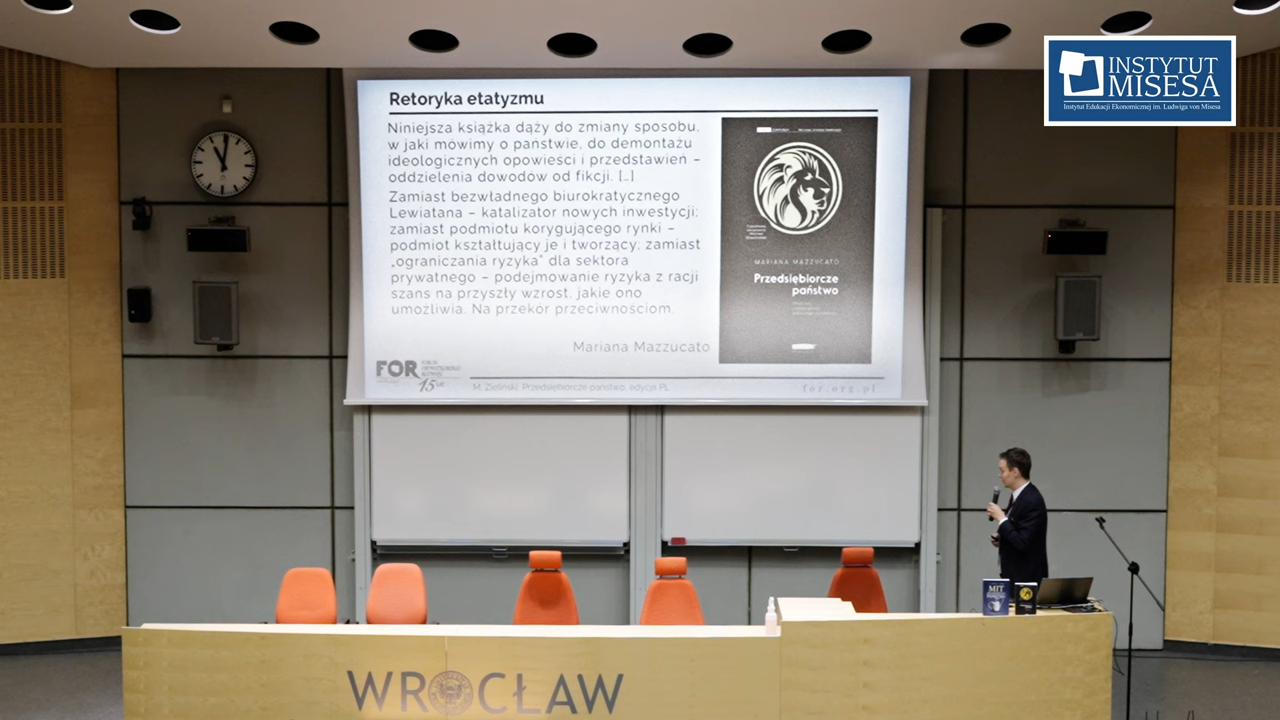 INSTYTUT
MISESA
Instytut Edukacji Ekonomicznej im. Ludwiga von Misesa
Retoryka etatyzmu
Niniejsza książka dąży do zmiany sposobu,
w jaki mówimy o państwie, do demontażu
ideologicznych opowieści i przedstawień –
oddzielenia dowodów od fikcji. [...]
Zamiast bezwładnego biurokratycznego
Lewiatana – katalizator nowych inwestycji;
zamiast podmiotu korygującego rynki –
podmiot kształtujący je i tworzący; zamiast
„ograniczania ryzyka” dla sektora
prywatnego – podejmowanie ryzyka z racji
szans na przyszły wzrost, jakie ono
umożliwia. Na przekór przeciwnościom.
Mariana Mazzucato
MARIANA MAZZUCATO
Przedsiębiorcze
państwo
FOR
15 lat
M. Zieliński, Przedsiębiorcze państwo, edycja PL
for.org.pl
MIT
WROCŁAW